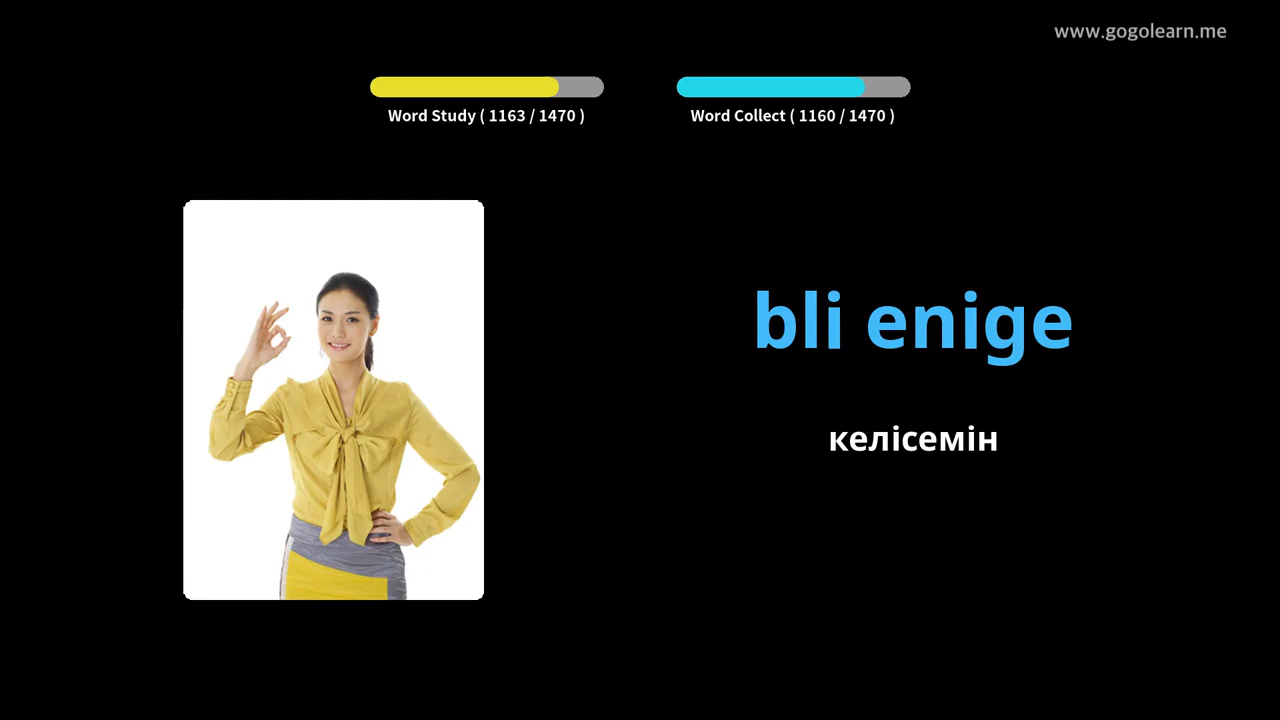 www.gogolearn.me
Word Study ( 1163 / 1470 )
Word Collect ( 1160 / 1470 )
bli enige
келісемін